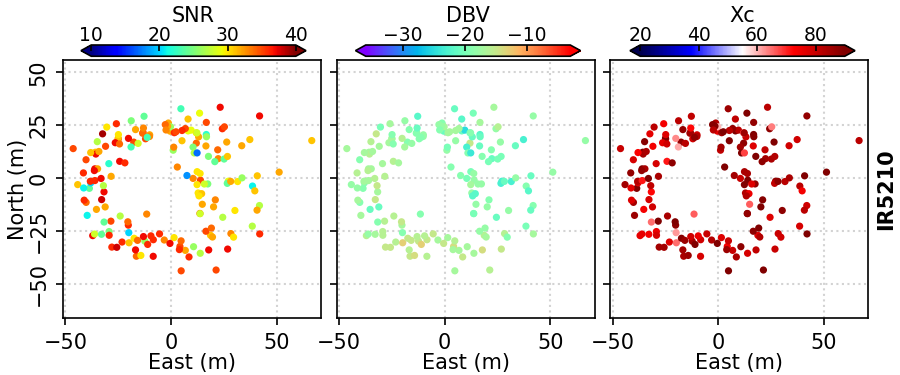 SNR DBV Xc
10 20 30 40 −30 −20 −10 20 40 60 80
50
25
0
−25
−50
North (m)
IR5210
−50 0 50 −50 0 50 −50 0 50
East (m) East (m) East (m)